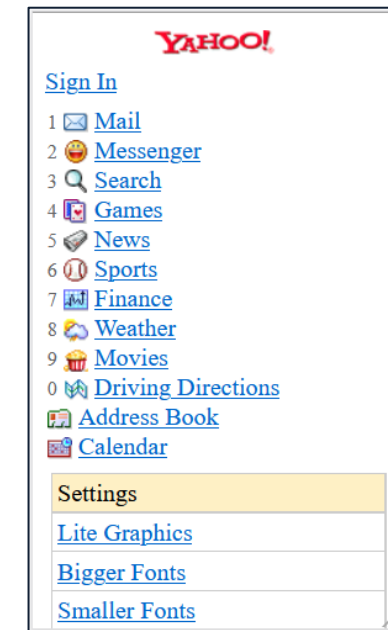 YAHOO!
Sign In
1 Mail
2 Messenger
3 Search
4 Games
5 News
6 Sports
7 Finance
8 Weather
9 Movies
0 Driving Directions
Address Book
Calendar
Settings
Lite Graphics
Bigger Fonts
Smaller Fonts